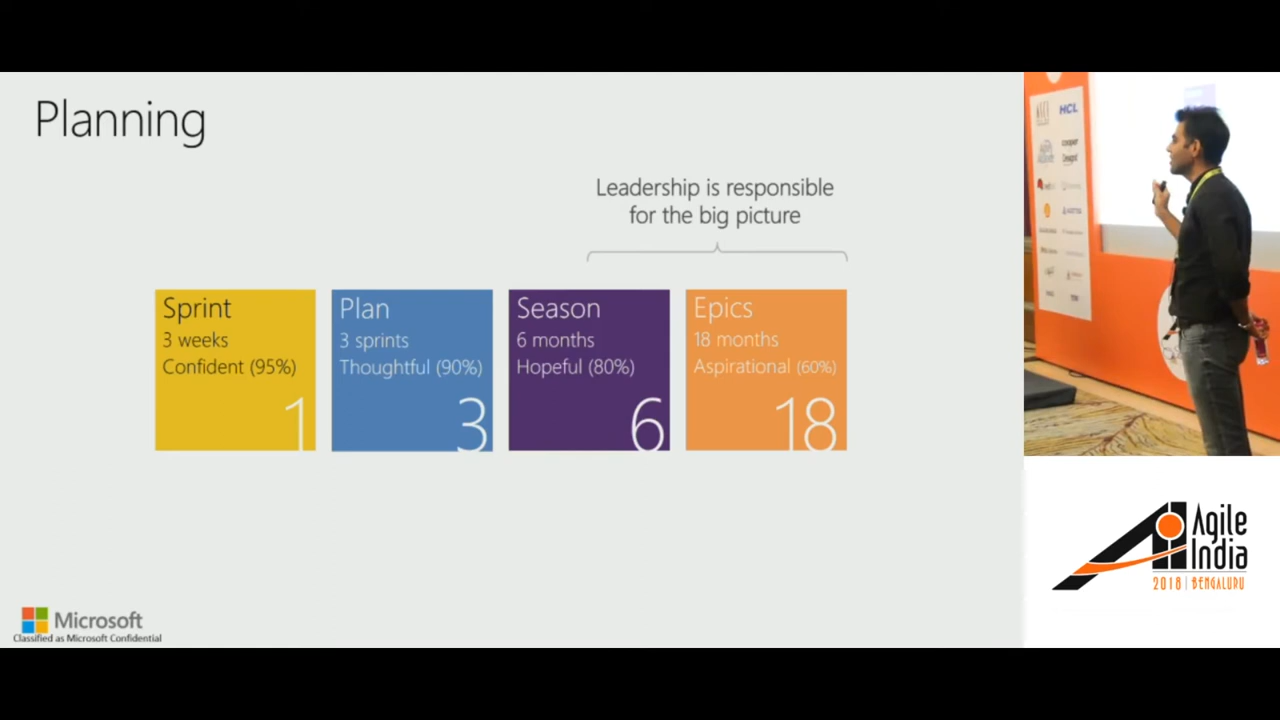 Planning
Leadership is responsible
for the big picture
Sprint
3 weeks
Confident (95%)
1
Plan
3 sprints
Thoughtful (90%)
3
Season
6 months
Hopeful (80%)
6
Epics
18 months
Aspirational (60%)
18
Microsoft
Classified as Microsoft Confidential
HCL
Agile
India
2018 | BENGALURU